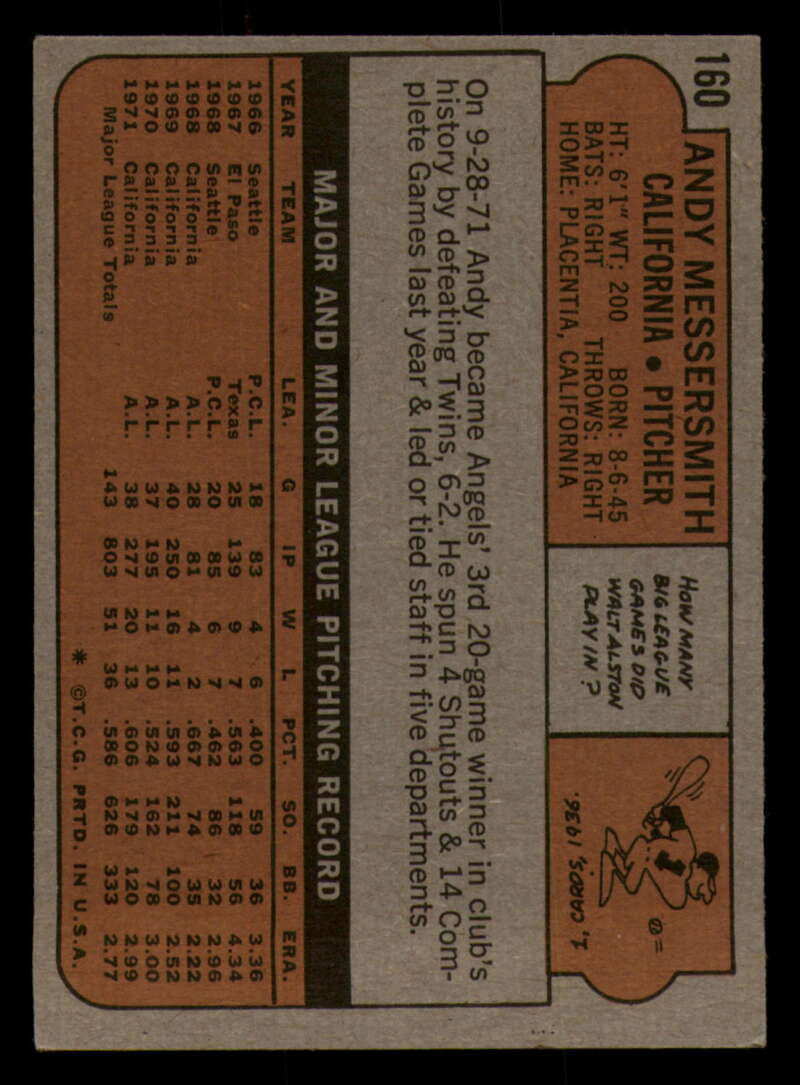 160
ANDY MESSERSMITH
CALIFORNIA • PITCHER
HT: 6'1" WT: 200 BORN: 8-6-45
BATS: RIGHT THROWS: RIGHT
HOME: PLACENTIA, CALIFORNIA
HOW MANY
BIG LEAGUE
GAMES DID
WALT ALSTON
PLAY IN?
1, CARDS, 1936.
On 9-28-71 Andy became Angels' 3rd 20-game winner in club's
history by defeating Twins, 6-2. He spun 4 Shutouts & 14 Com-
plete Games last year & led or tied staff in five departments.
MAJOR AND MINOR LEAGUE PITCHING RECORD
YEAR TEAM LEA. G IP W L PCT. SO. BB. ERA.
1966 Seattle P.C.L. 18 83 4 6 .400 59 36 3.36
1967 El Paso Texas 25 139 9 7 .563 118 56 4.34
1968 Seattle P.C.L. 20 85 6 7 .462 86 32 2.96
1968 California A.L. 28 81 4 2 .667 74 35 2.22
1969 California A.L. 40 250 16 11 .593 211 100 2.52
1970 California A.L. 37 195 11 10 .524 162 78 3.00
1971 California A.L. 38 277 20 13 .606 179 120 2.99
Major League Totals 143 803 51 36 .586 626 333 2.77
* ©T.C.G. PRTD. IN U.S.A.